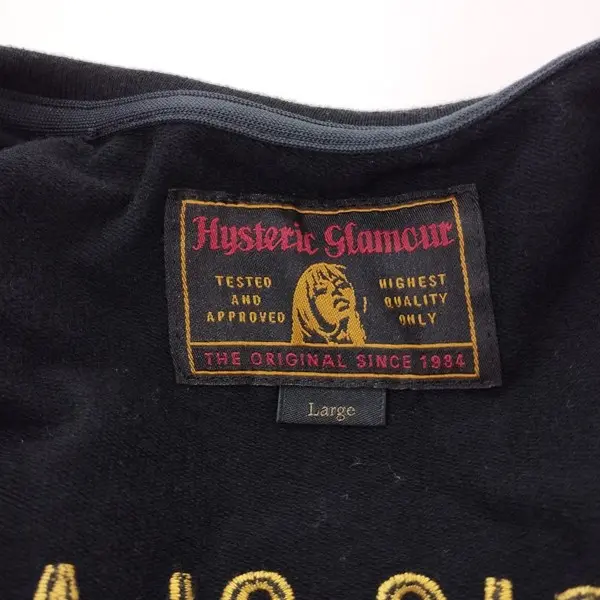 Hysteric Glamour
TESTED
AND
APPROVED
HIGHEST
QUALITY
ONLY
THE ORIGINAL SINCE 1984
Large